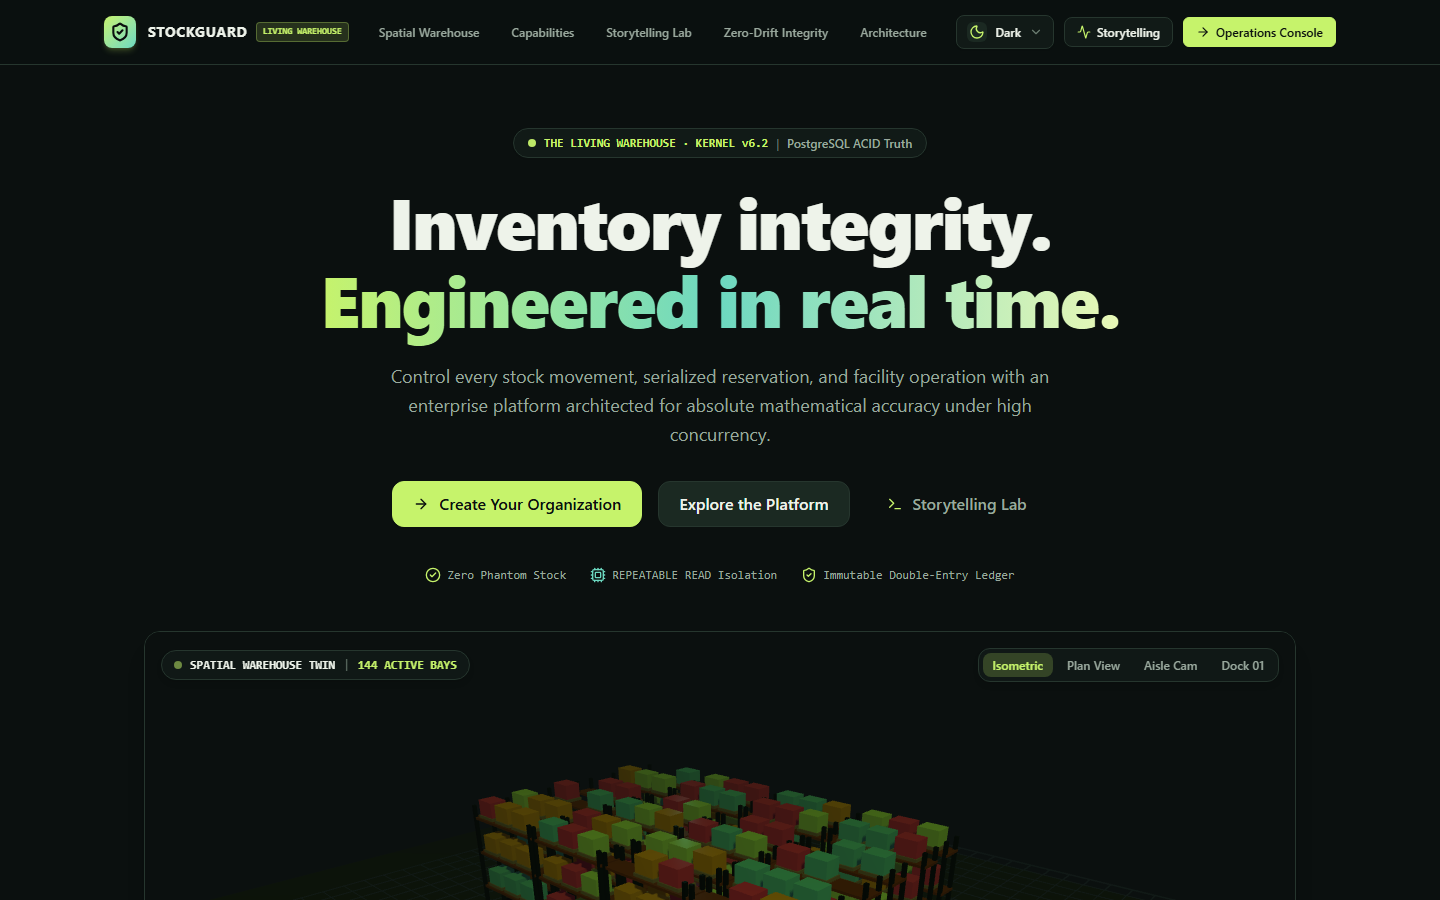 STOCKGUARD
LIVING WAREHOUSE
Spatial Warehouse
Capabilities
Storytelling Lab
Zero-Drift Integrity
Architecture
Dark
Storytelling
Operations Console
THE LIVING WAREHOUSE · KERNEL v6.2 | PostgreSQL ACID Truth
Inventory integrity.
Engineered in real time.
Control every stock movement, serialized reservation, and facility operation with an
enterprise platform architected for absolute mathematical accuracy under high
concurrency.
Create Your Organization
Explore the Platform
Storytelling Lab
Zero Phantom Stock
REPEATABLE READ Isolation
Immutable Double-Entry Ledger
SPATIAL WAREHOUSE TWIN | 144 ACTIVE BAYS
Isometric
Plan View
Aisle Cam
Dock 01